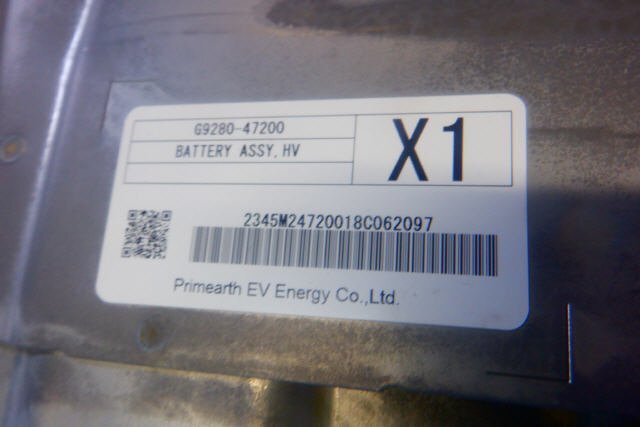 G9280-47200
BATTERY ASSY, HV
X1
2345M24720018C062097
Primearth EV Energy Co.,Ltd.